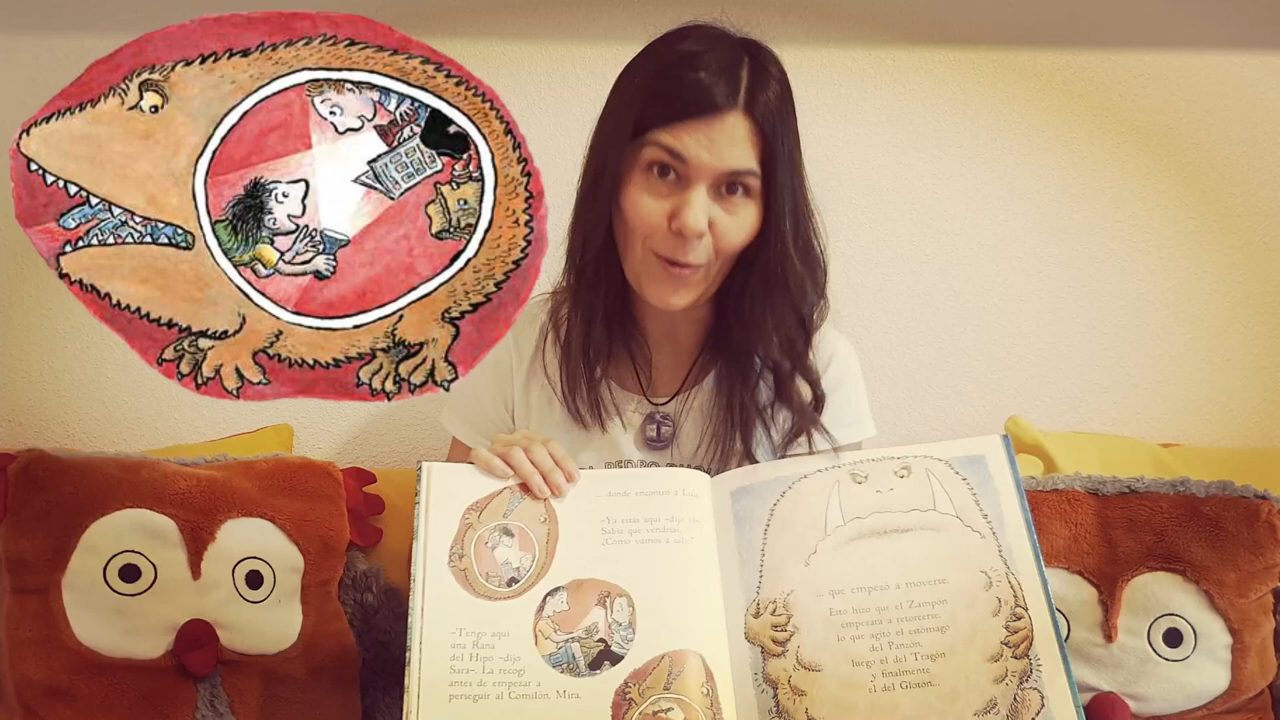 ... donde encontró a Luis.
–Ya estás aquí –dijo él.
Sabía que vendrías.
¿Cómo vamos a salir?
–Tengo aquí
una Rana
del Hipo –dijo
Sara–. La recogí
antes de empezar a
perseguir al Comilón. Mira.
... que empezó a moverse.
Esto hizo que el Zampón
empezara a retorcerse,
lo que agitó el estómago
del Panzón,
luego el del Tragón
y finalmente
el del Glotón...